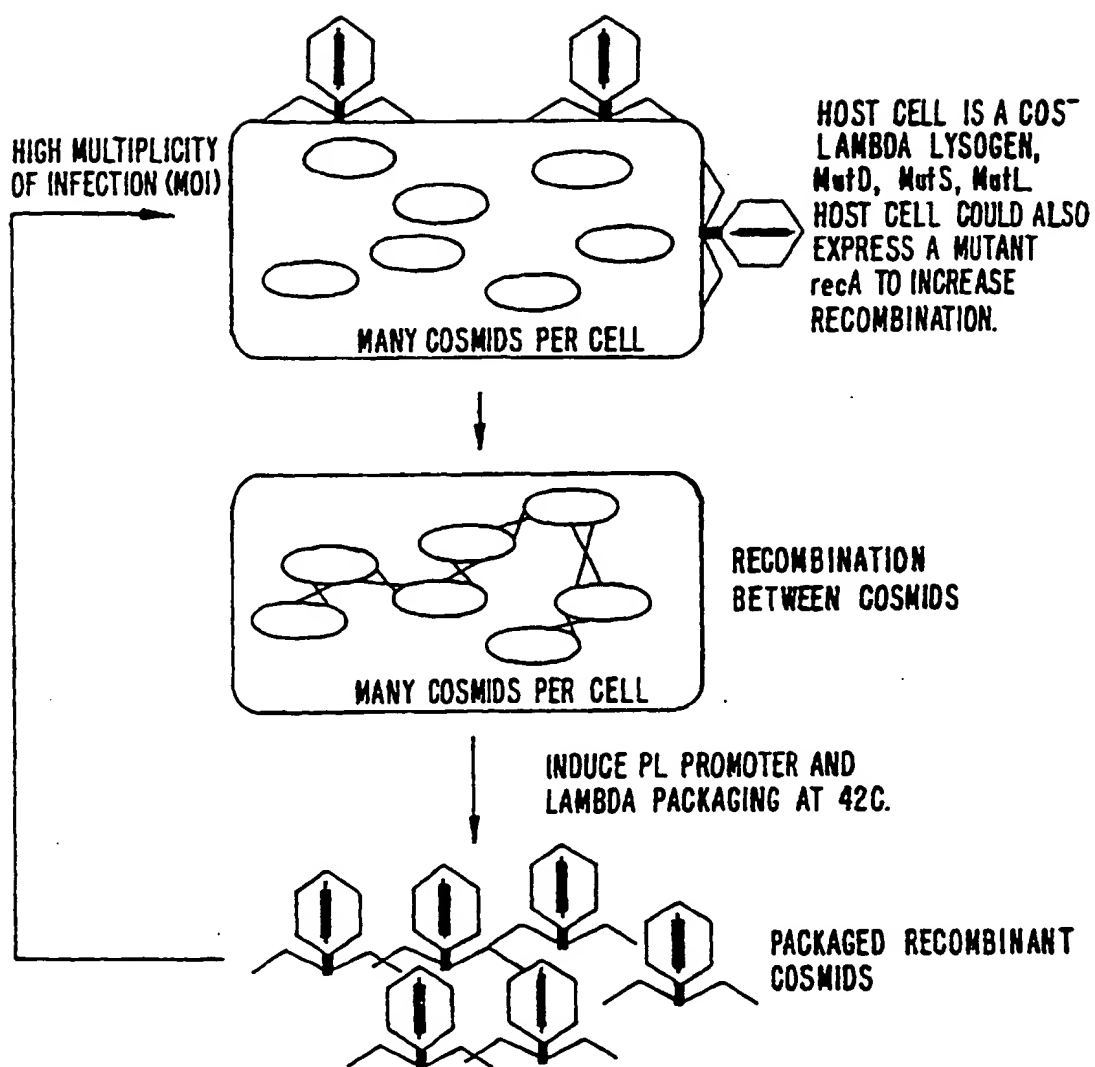 HIGH MULTIPLICITY
OF INFECTION (MOI)
HOST CELL IS A COS⁻
LAMBDA LYSOGEN,
MutD, MutS, MutL
HOST CELL COULD ALSO
EXPRESS A MUTANT
recA TO INCREASE
RECOMBINATION.
MANY COSMIDS PER CELL
RECOMBINATION
BETWEEN COSMIDS
MANY COSMIDS PER CELL
INDUCE PL PROMOTER AND
LAMBDA PACKAGING AT 42C.
PACKAGED RECOMBINANT
COSMIDS